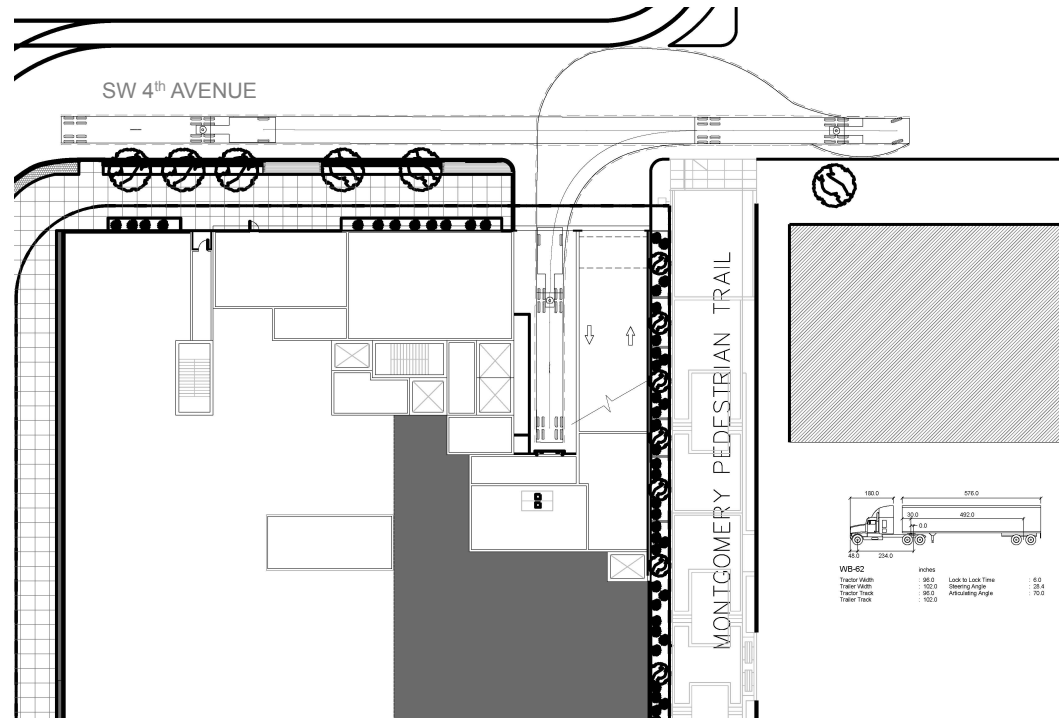 SW 4th AVENUE
MONTGOMERY PEDESTRIAN TRAIL
180.0
576.0
30.0
492.0
0.0
48.0
234.0
WB-62
inches
Tractor Width : 96.0 Lock to Lock Time : 6.0
Trailer Width : 102.0 Steering Angle : 28.4
Tractor Track : 96.0 Articulating Angle : 70.0
Trailer Track : 102.0